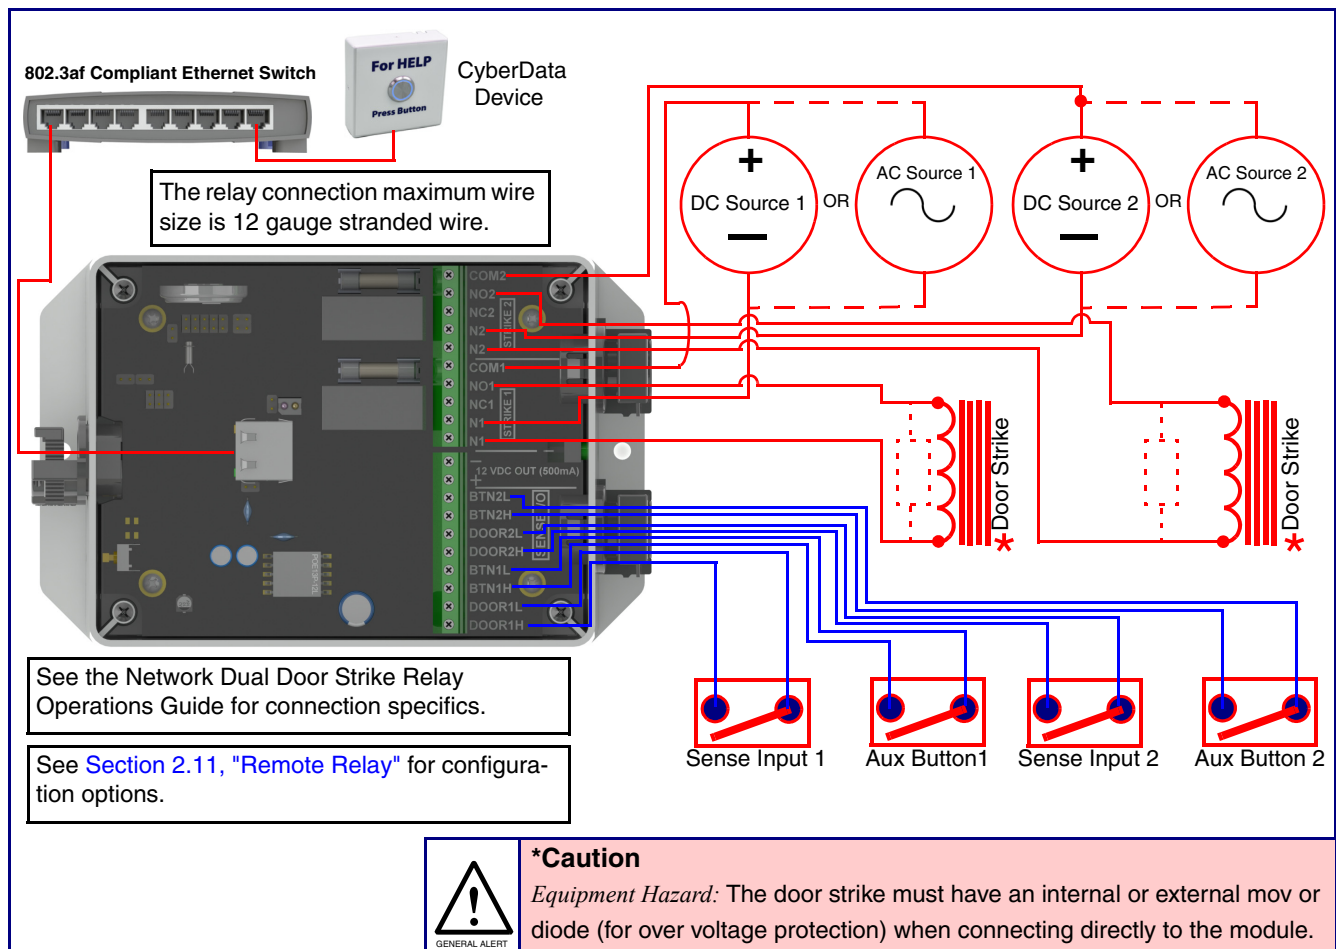 802.3af Compliant Ethernet Switch
For HELP
Press Button
CyberData
Device
The relay connection maximum wire
size is 12 gauge stranded wire.
+
DC Source 1
OR
AC Source 1
+
DC Source 2
OR
AC Source 2
COM2
NO2
NC2
N2
N2
STRIKE 2
COM1
NO1
NC1
N1
N1
STRIKE 1
12 VDC OUT (500mA)
+
BTN2L
BTN2H
DOOR2L
DOOR2H
BTN1L
BTN1H
DOOR1L
DOOR1H
*Door Strike
*Door Strike
See the Network Dual Door Strike Relay
Operations Guide for connection specifics.
See Section 2.11, "Remote Relay" for configura-
tion options.
Sense Input 1
Aux Button1
Sense Input 2
Aux Button 2
GENERAL ALERT
*Caution
Equipment Hazard: The door strike must have an internal or external mov or
diode (for over voltage protection) when connecting directly to the module.